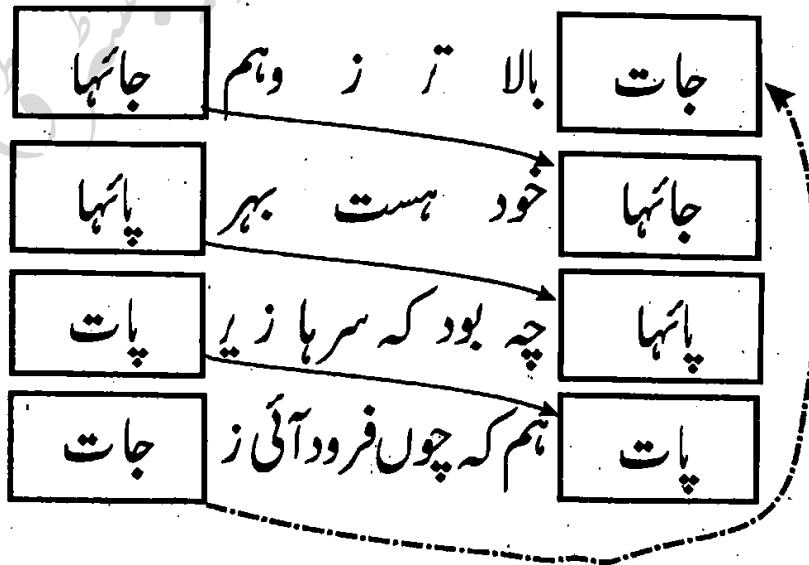 جات بالا تر ز وہم جائہا
جائہا خود ہست بہر پائہا
پائہا چہ بود کہ سرہا زیر پات
پات ہم کہ چوں فرود آئی ز جات